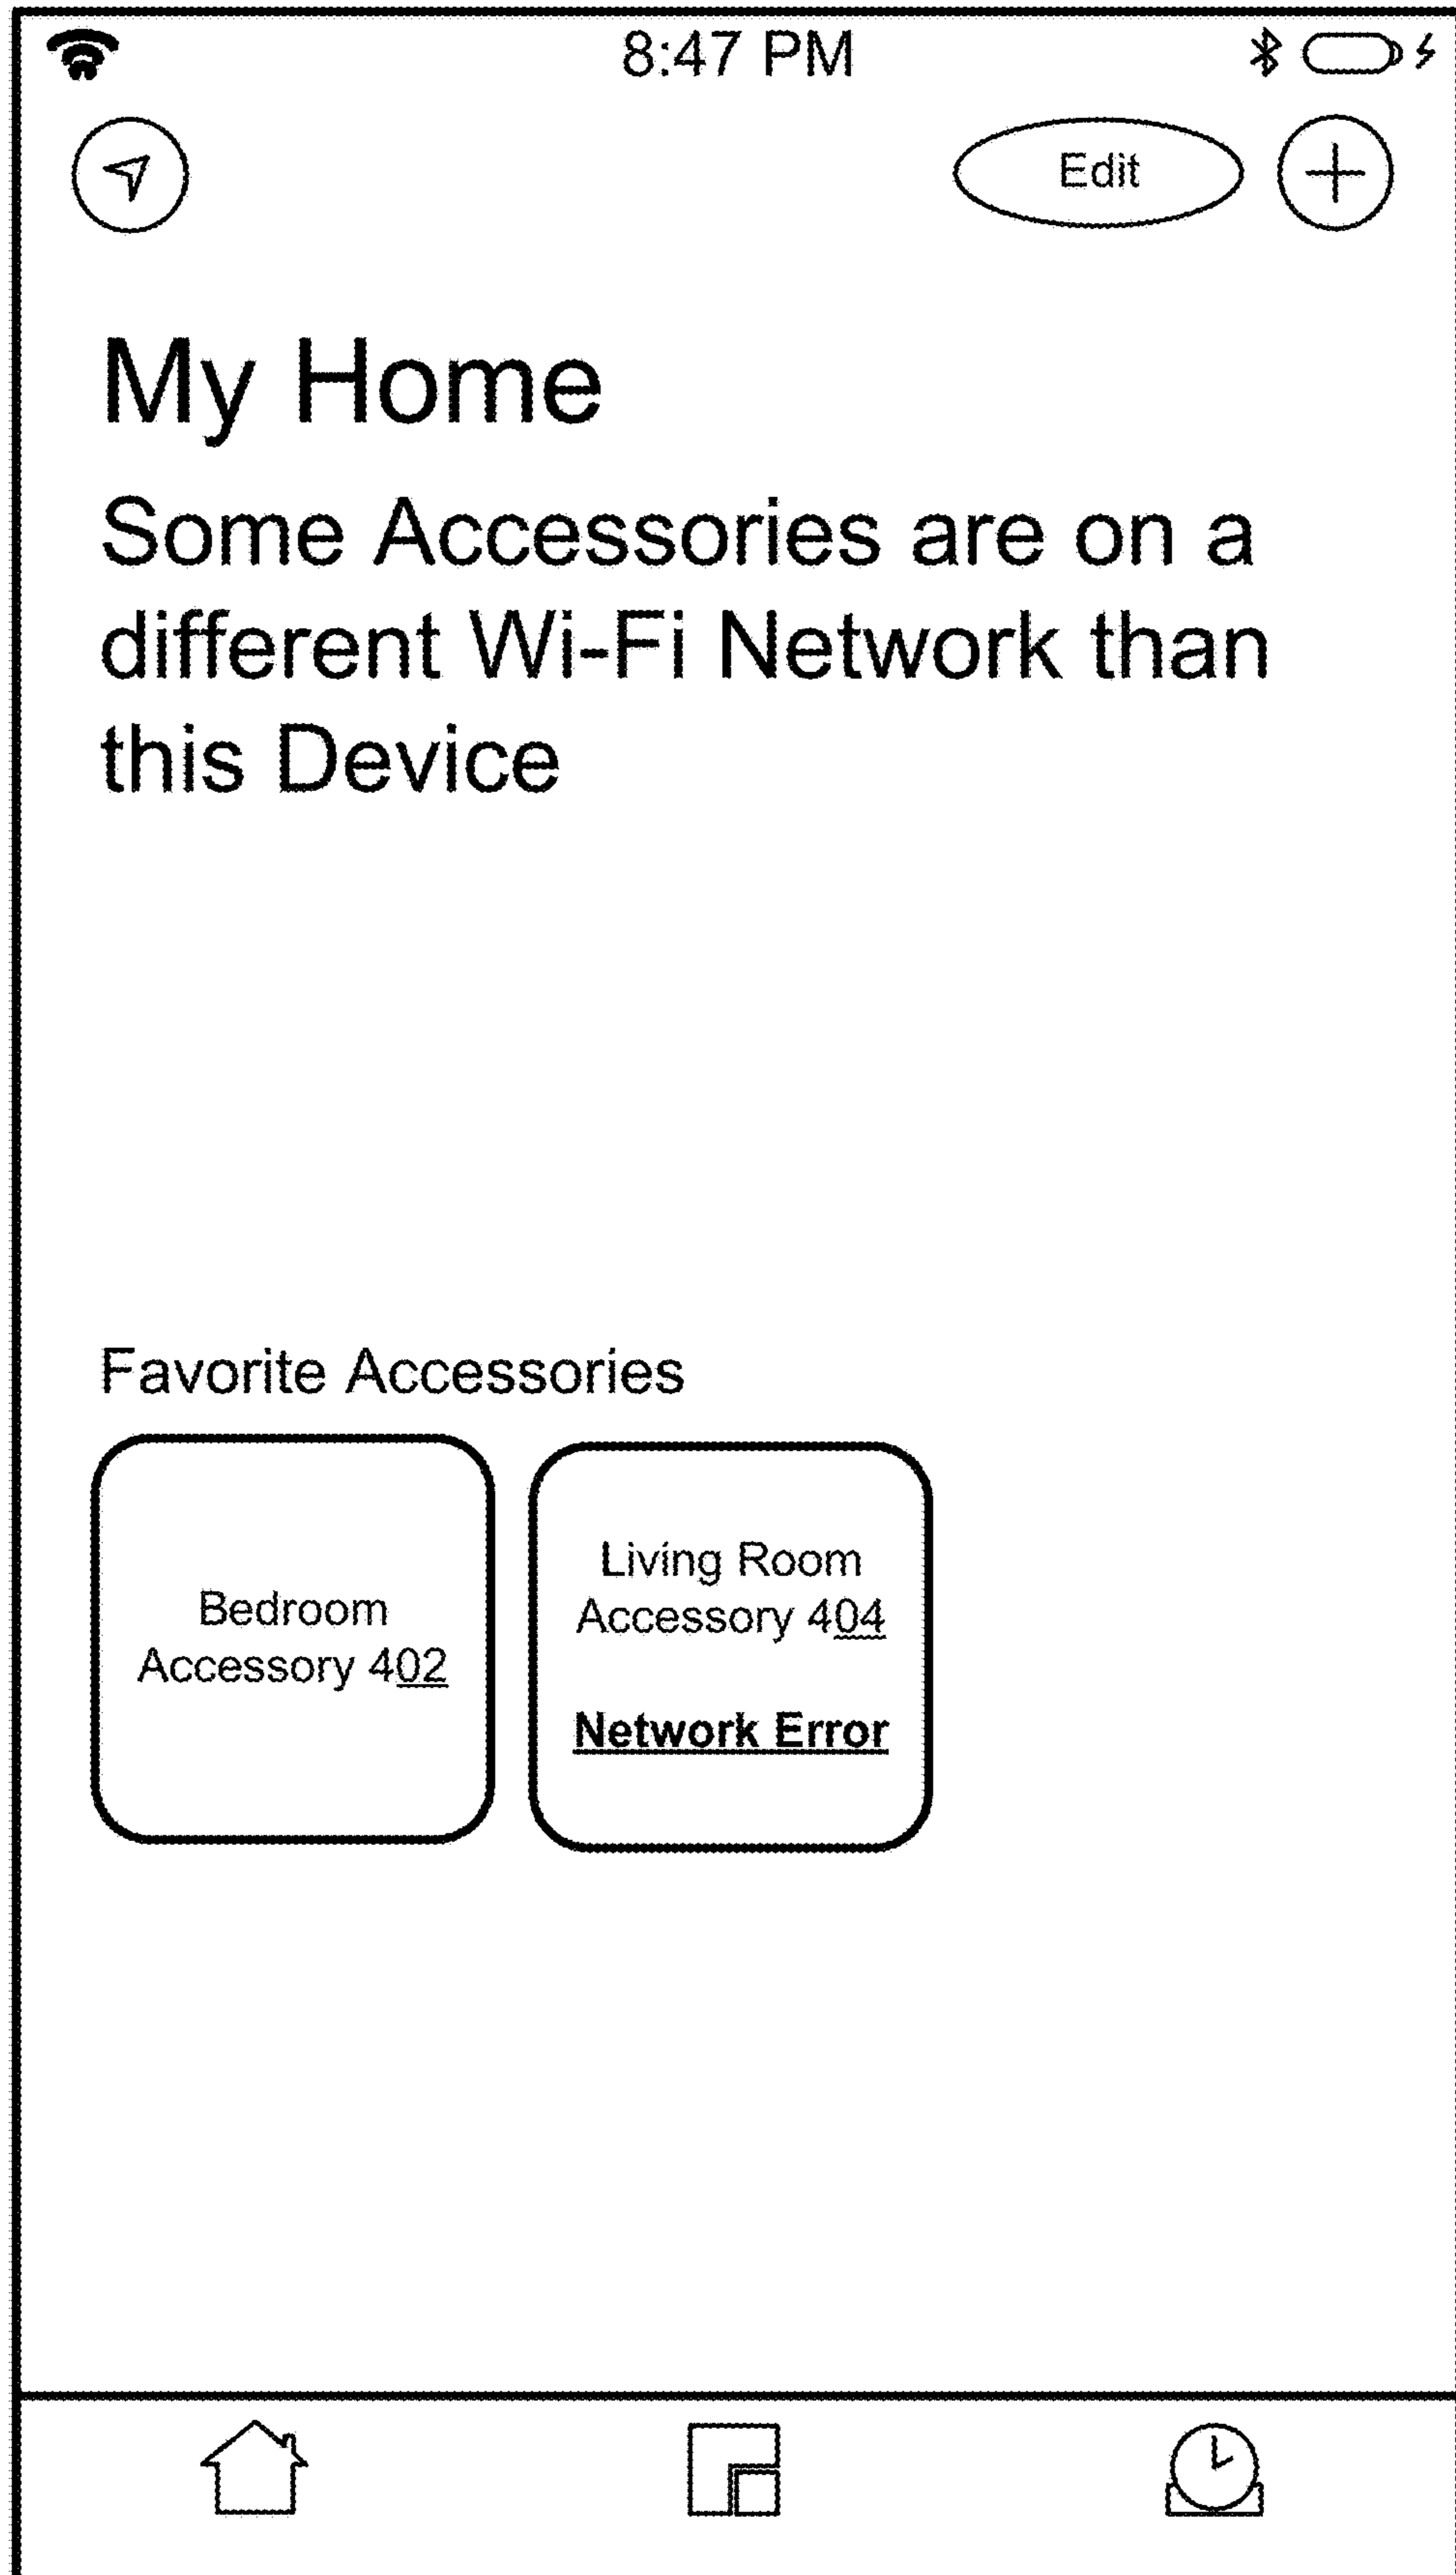 8:47 PM
Edit
My Home
Some Accessories are on a
different Wi-Fi Network than
this Device
Favorite Accessories
Bedroom
Accessory 402
Living Room
Accessory 404
Network Error